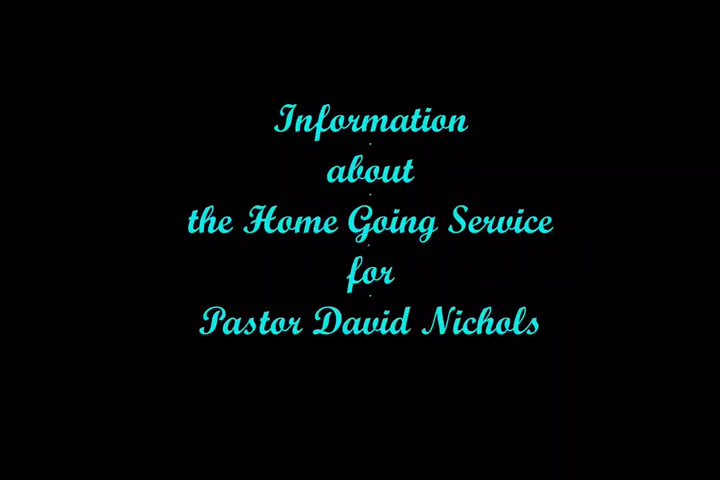 Information
about
the Home Going Service
for
Pastor David Nichols